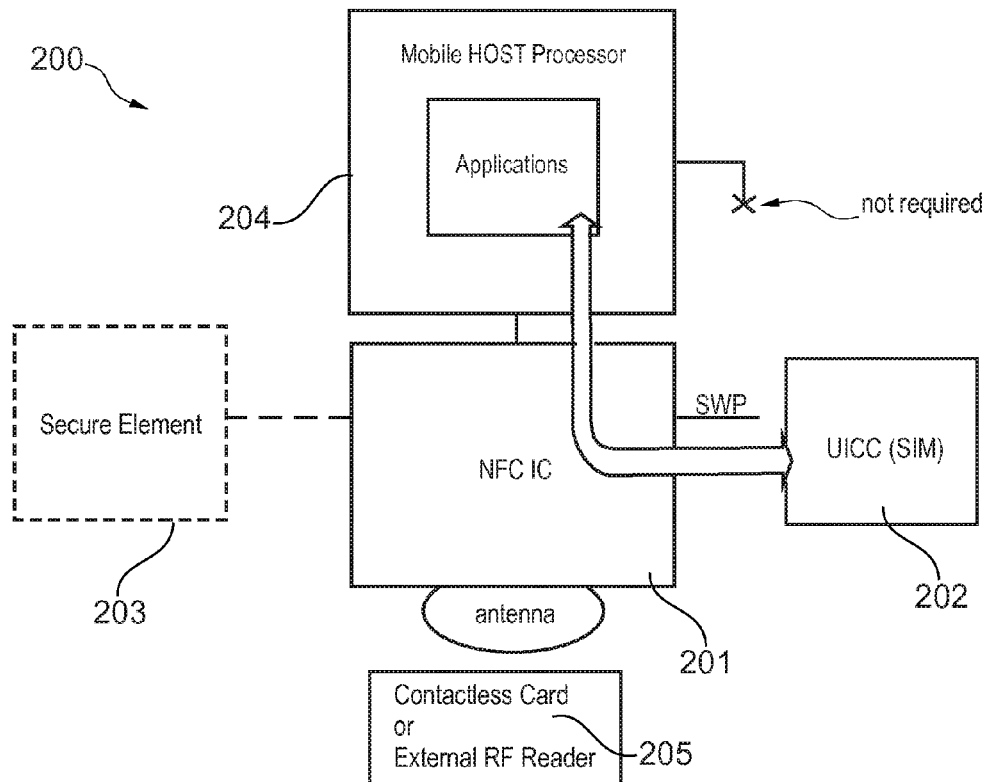 200
Mobile HOST Processor
Applications
204
not required
Secure Element
203
NFC IC
SWP
UICC (SIM)
202
201
antenna
Contactless Card
or
External RF Reader
205